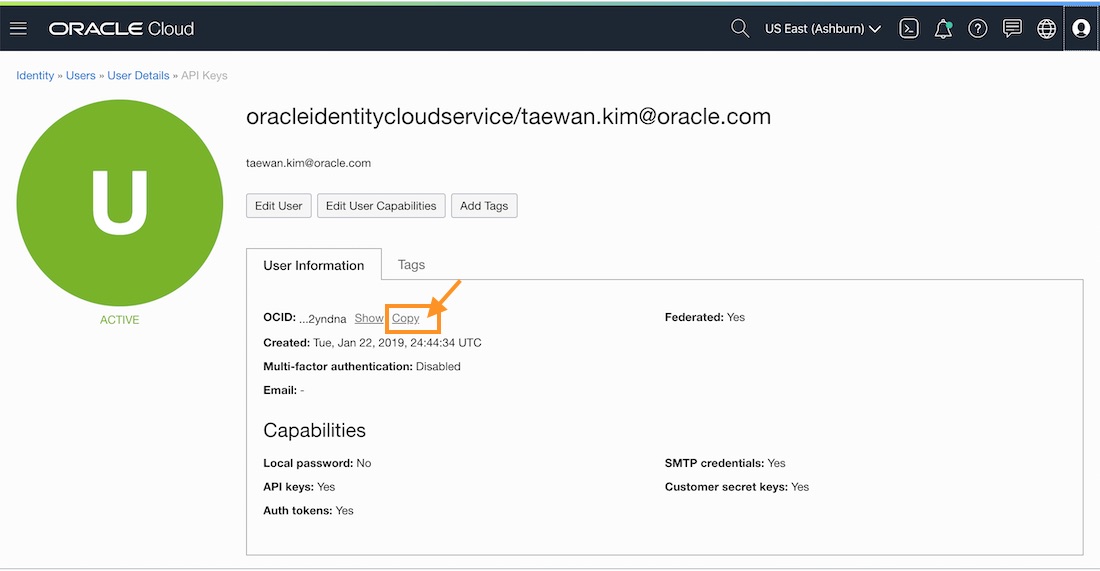 ORACLE Cloud
US East (Ashburn)
Identity » Users » User Details » API Keys
U
ACTIVE
oracleidentitycloudservice/taewan.kim@oracle.com
taewan.kim@oracle.com
Edit User Edit User Capabilities Add Tags
User Information Tags
OCID: ...2yndna Show Copy Federated: Yes
Created: Tue, Jan 22, 2019, 24:44:34 UTC
Multi-factor authentication: Disabled
Email: -
Capabilities
Local password: No SMTP credentials: Yes
API keys: Yes Customer secret keys: Yes
Auth tokens: Yes